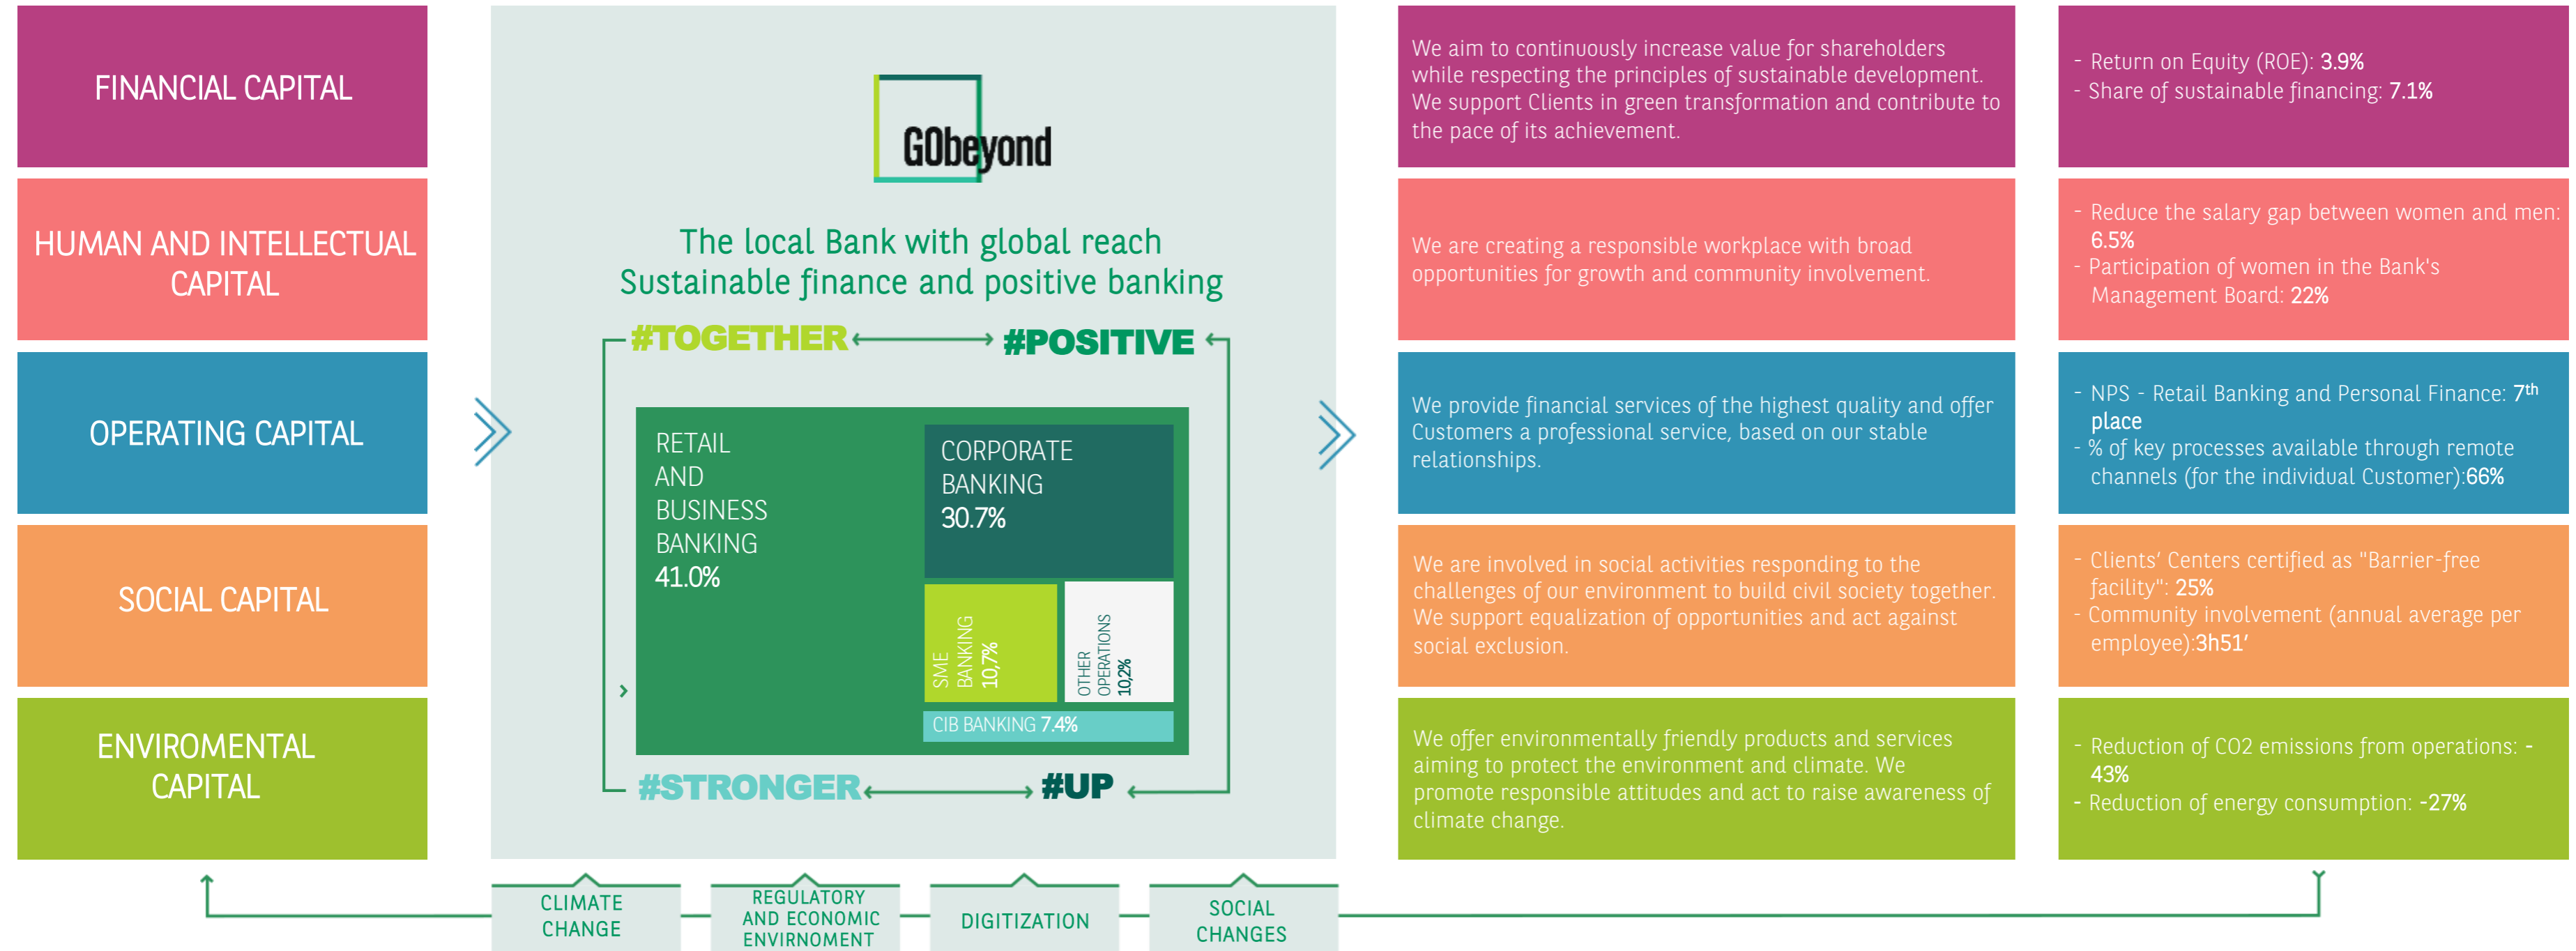 FINANCIAL CAPITAL
HUMAN AND INTELLECTUAL
CAPITAL
OPERATING CAPITAL
SOCIAL CAPITAL
ENVIROMENTAL
CAPITAL
GObeyond
The local Bank with global reach
Sustainable finance and positive banking
#TOGETHER
#POSITIVE
RETAIL
AND
BUSINESS
BANKING
41.0%
CORPORATE
BANKING
30.7%
SME
BANKING
10,7%
OTHER
OPERATIONS
10,2%
CIB BANKING 7.4%
#STRONGER
#UP
We aim to continuously increase value for shareholders
while respecting the principles of sustainable development.
We support Clients in green transformation and contribute to
the pace of its achievement.
We are creating a responsible workplace with broad
opportunities for growth and community involvement.
We provide financial services of the highest quality and offer
Customers a professional service, based on our stable
relationships.
We are involved in social activities responding to the
challenges of our environment to build civil society together.
We support equalization of opportunities and act against
social exclusion.
We offer environmentally friendly products and services
aiming to protect the environment and climate. We
promote responsible attitudes and act to raise awareness of
climate change.
- Return on Equity (ROE): 3.9%
- Share of sustainable financing: 7.1%
- Reduce the salary gap between women and men:
6.5%
- Participation of women in the Bank's
Management Board: 22%
- NPS - Retail Banking and Personal Finance: 7th
place
- % of key processes available through remote
channels (for the individual Customer):66%
- Clients’ Centers certified as "Barrier-free
facility": 25%
- Community involvement (annual average per
employee):3h51’
- Reduction of CO2 emissions from operations: -
43%
- Reduction of energy consumption: -27%
CLIMATE
CHANGE
REGULATORY
AND ECONOMIC
ENVIRNOMENT
DIGITIZATION
SOCIAL
CHANGES